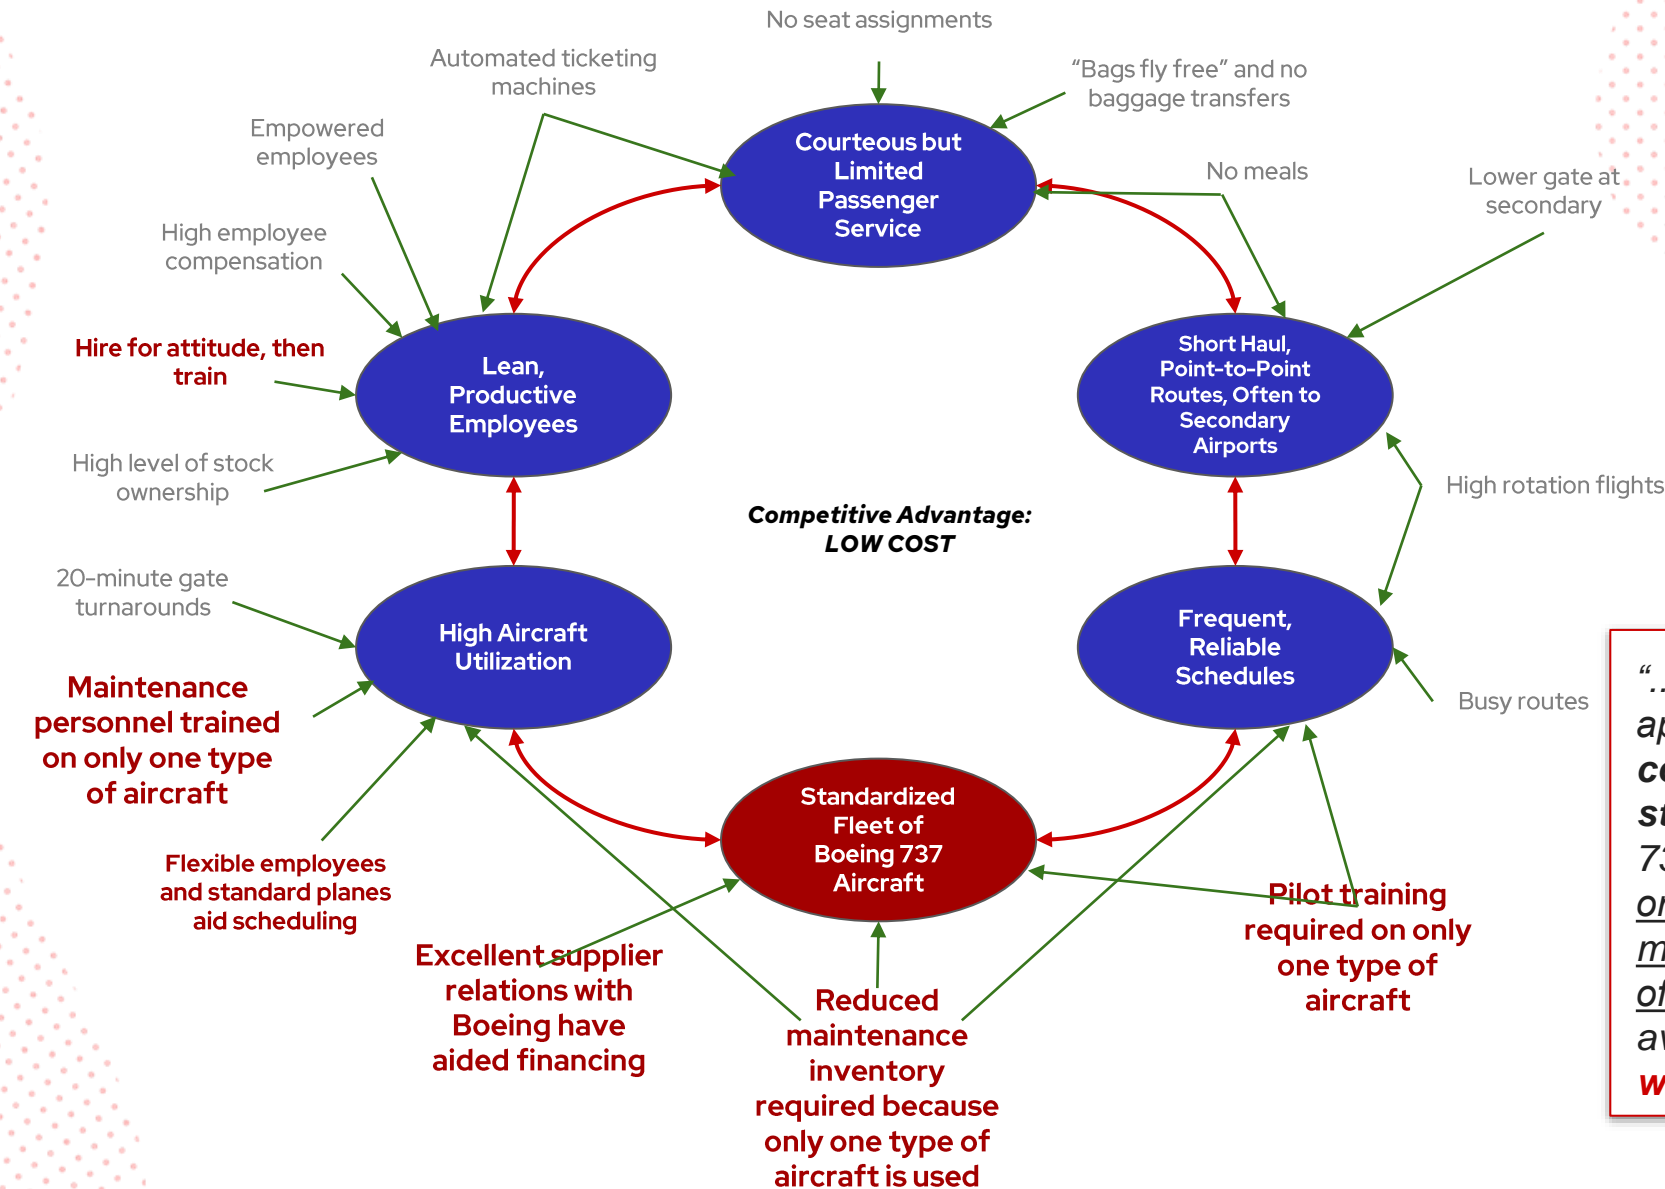 No seat assignments
Automated ticketing
machines
“Bags fly free” and no
baggage transfers
Empowered
employees
Courteous but
Limited
Passenger
Service
No meals
Lower gate at
secondary
High employee
compensation
Hire for attitude, then
train
Lean,
Productive
Employees
Short Haul,
Point-to-Point
Routes, Often to
Secondary
Airports
High level of stock
ownership
High rotation flights
Competitive Advantage:
LOW COST
20-minute gate
turnarounds
High Aircraft
Utilization
Frequent,
Reliable
Schedules
Maintenance
personnel trained
on only one type
of aircraft
Busy routes
Standardized
Fleet of
Boeing 737
Aircraft
Flexible employees
and standard planes
aid scheduling
Excellent supplier
relations with
Boeing have
aided financing
Reduced
maintenance
inventory
required because
only one type of
aircraft is used
Pilot training
required on only
one type of
aircraft